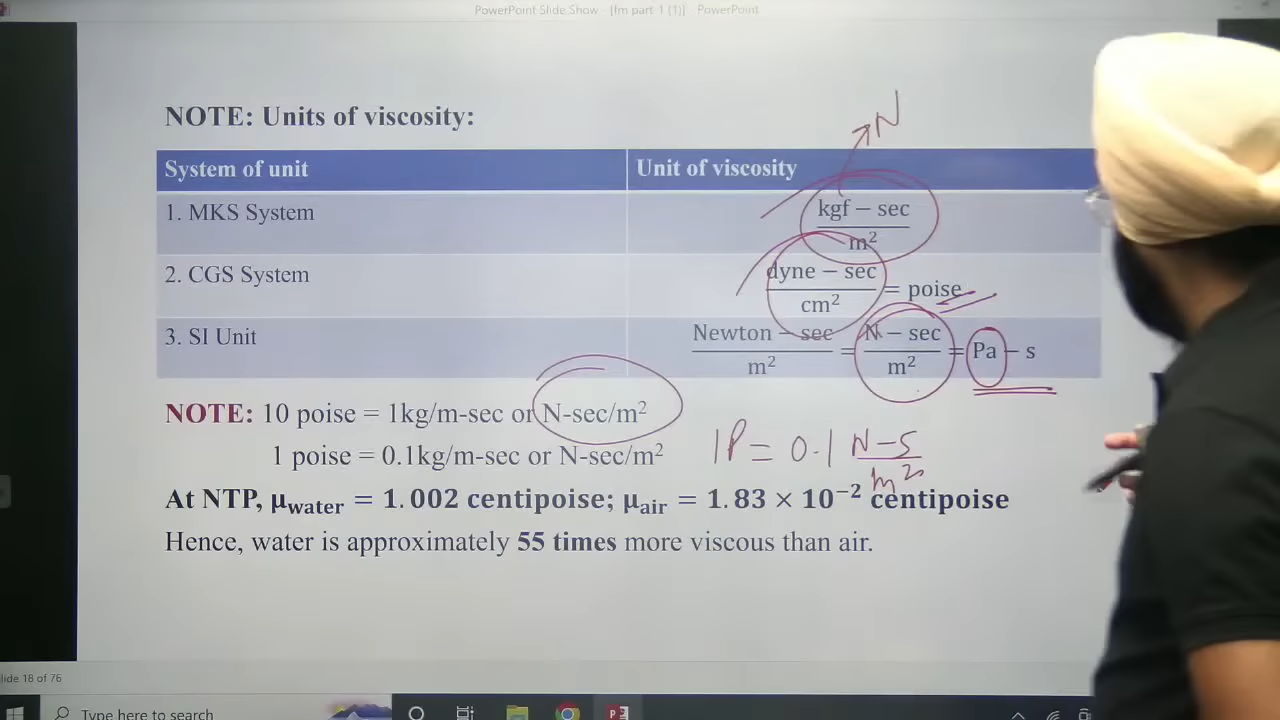 PowerPoint Slide Show - [fm part 1 (1)] - PowerPoint
NOTE: Units of viscosity:
N
System of unit Unit of viscosity
1. MKS System kgf − sec / m²
2. CGS System dyne − sec / cm² = poise
3. SI Unit Newton − sec / m² = N − sec / m² = Pa − s
NOTE: 10 poise = 1kg/m-sec or N-sec/m²
1 poise = 0.1kg/m-sec or N-sec/m²
1P = 0.1 N-S / m²
At NTP, μwater = 1.002 centipoise; μair = 1.83 × 10⁻² centipoise
Hence, water is approximately 55 times more viscous than air.
lide 18 of 76
Type here to search